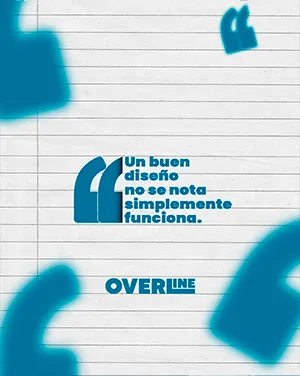 Un buen
diseño
no se nota
simplemente
funciona.
OVERLINE